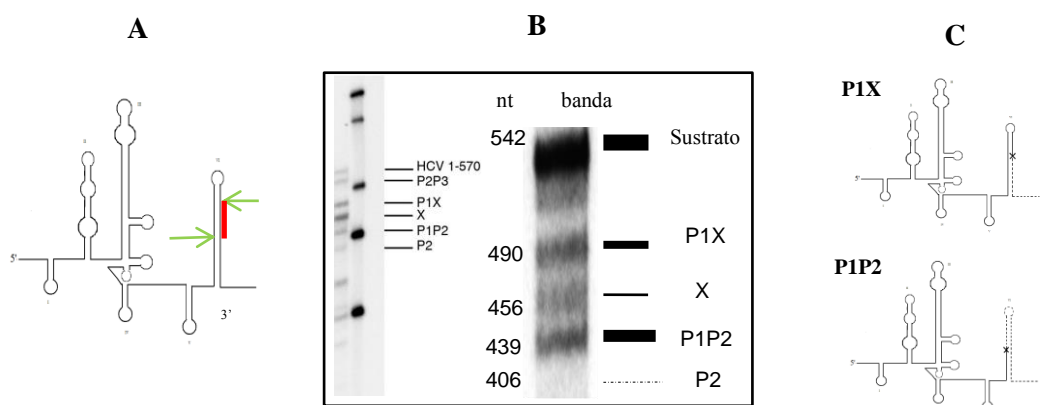 A
B
C
5'
3'
HCV 1-570
P2P3
P1X
X
P1P2
P2
nt
banda
542
Sustrato
490
P1X
456
X
439
P1P2
406
P2
P1X
5'
P1P2
5'